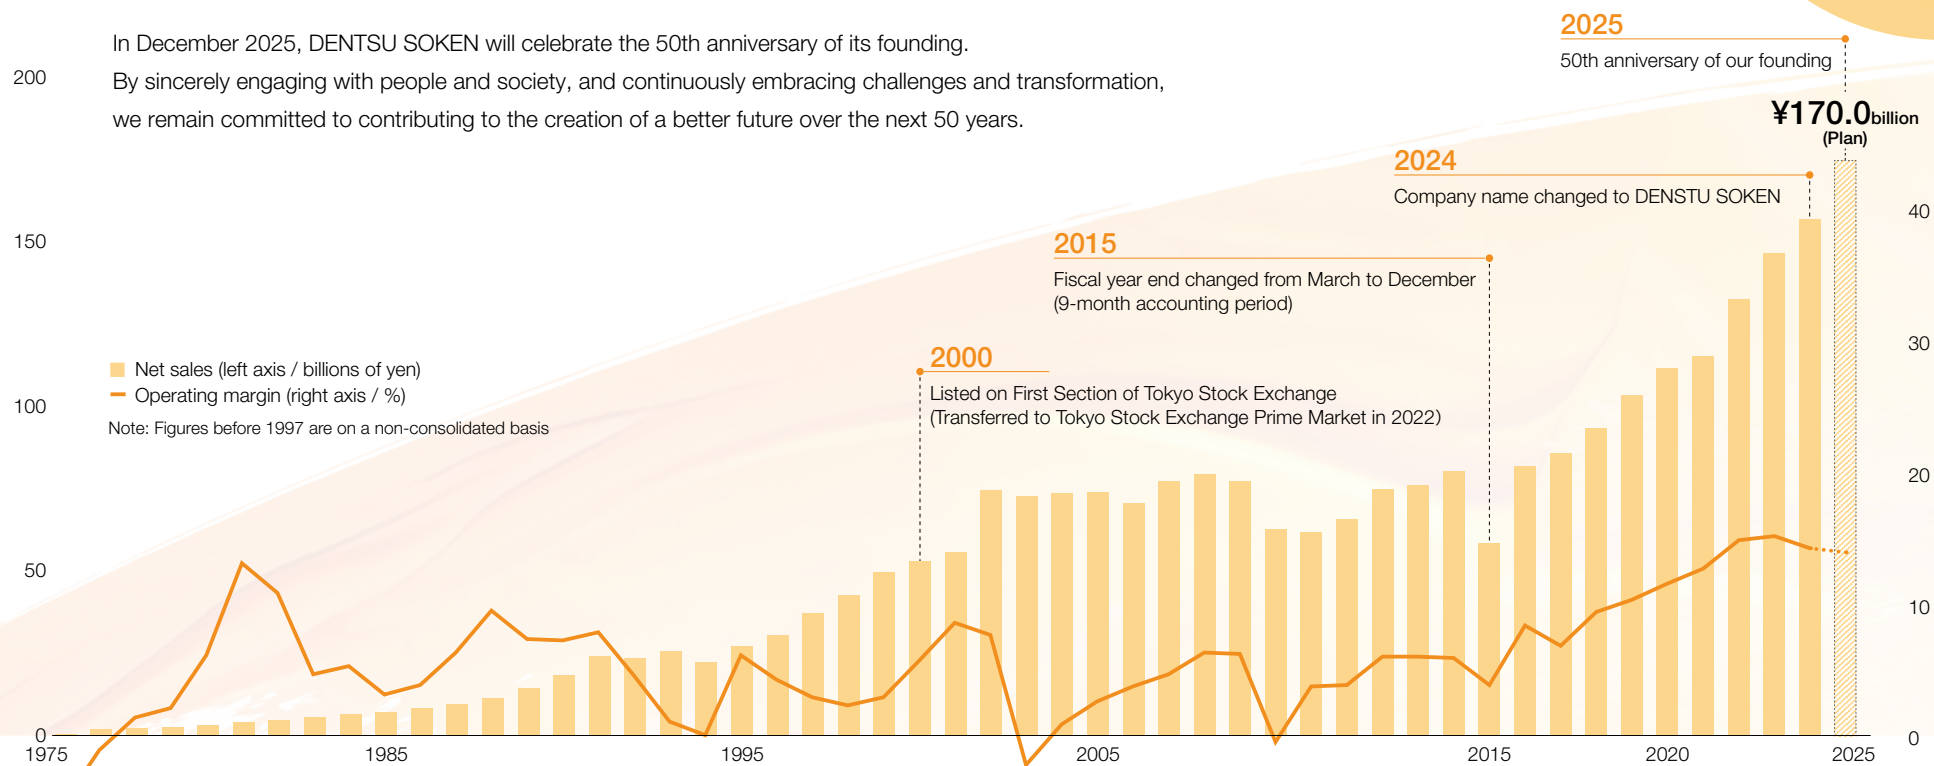 In December 2025, DENTSU SOKEN will celebrate the 50th anniversary of its founding.
By sincerely engaging with people and society, and continuously embracing challenges and transformation,
we remain committed to contributing to the creation of a better future over the next 50 years.
2025
50th anniversary of our founding
¥170.0billion
(Plan)
2024
Company name changed to DENSTU SOKEN
2015
Fiscal year end changed from March to December
(9-month accounting period)
2000
Listed on First Section of Tokyo Stock Exchange
(Transferred to Tokyo Stock Exchange Prime Market in 2022)
Net sales (left axis / billions of yen)
Operating margin (right axis / %)
Note: Figures before 1997 are on a non-consolidated basis
200
150
100
50
0
40
30
20
10
0
1975 1985 1995 2005 2015 2020 2025